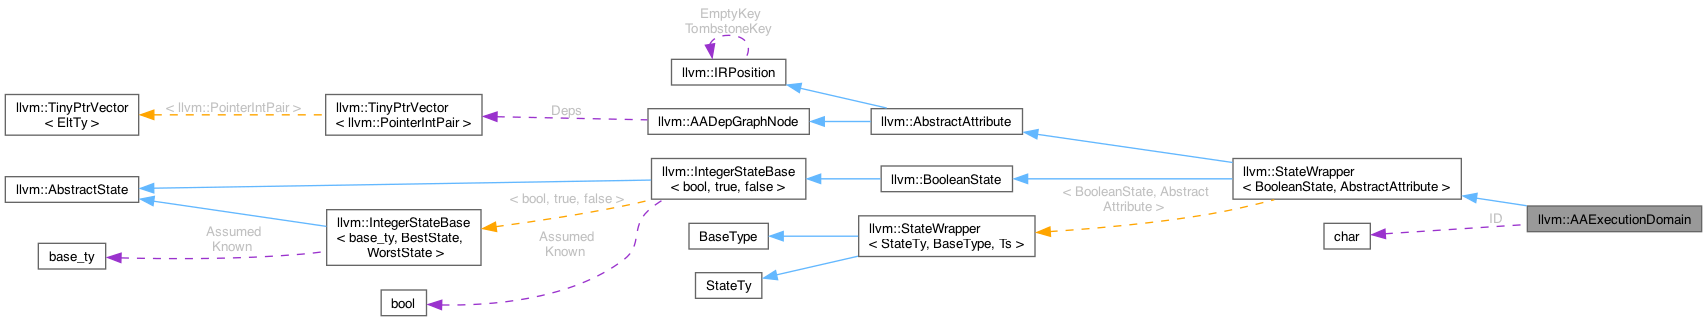 EmptyKey
TombstoneKey
llvm::IRPosition
llvm::TinyPtrVector
< EltTy >
< llvm::PointerIntPair >
llvm::TinyPtrVector
< llvm::PointerIntPair >
Deps
llvm::AADepGraphNode
llvm::AbstractAttribute
llvm::AbstractState
llvm::IntegerStateBase
< bool, true, false >
llvm::BooleanState
llvm::StateWrapper
< BooleanState, AbstractAttribute >
< bool, true, false >
< BooleanState, Abstract
Attribute >
llvm::IntegerStateBase
< base_ty, BestState,
WorstState >
Assumed
Known
base_ty
Assumed
Known
bool
BaseType
llvm::StateWrapper
< StateTy, BaseType, Ts >
StateTy
char
ID
llvm::AAExecutionDomain